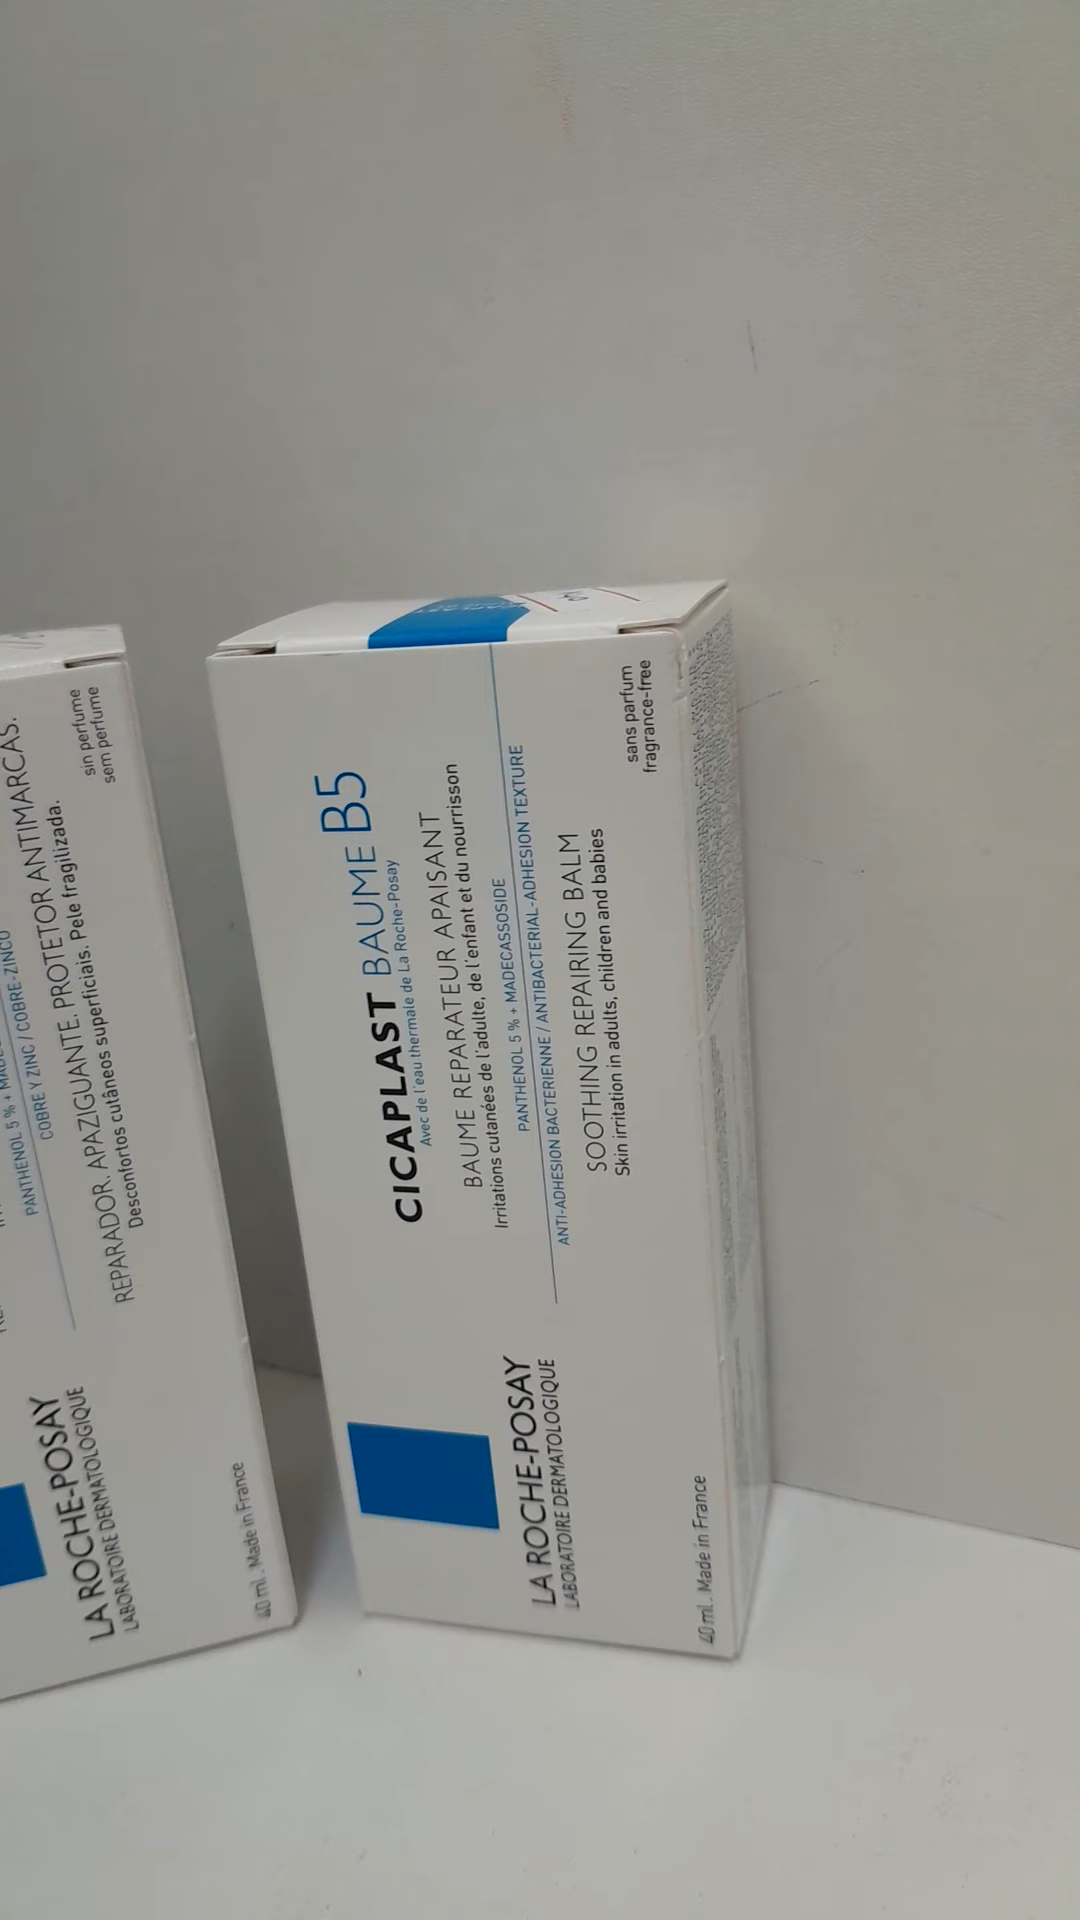 PANTHENOL 5 % +
COBRE Y ZINC / COBRE-ZINCO
REPARADOR. APAZIGUANTE. PROTETOR ANTIMARCAS.
Desconfortos cutâneos superficiais. Pele fragilizada.
sin perfume
sem perfume
LA ROCHE-POSAY
LABORATOIRE DERMATOLOGIQUE
40 ml . Made in France
CICAPLAST BAUME B5
Avec de l'eau thermale de La Roche-Posay
BAUME REPARATEUR APAISANT
Irritations cutanées de l'adulte, de l'enfant et du nourrisson
PANTHENOL 5 % + MADECASSOSIDE
ANTI-ADHESION BACTERIENNE / ANTIBACTERIAL-ADHESION TEXTURE
SOOTHING REPAIRING BALM
Skin irritation in adults, children and babies
sans parfum
fragrance-free
LA ROCHE-POSAY
LABORATOIRE DERMATOLOGIQUE
40 ml . Made in France